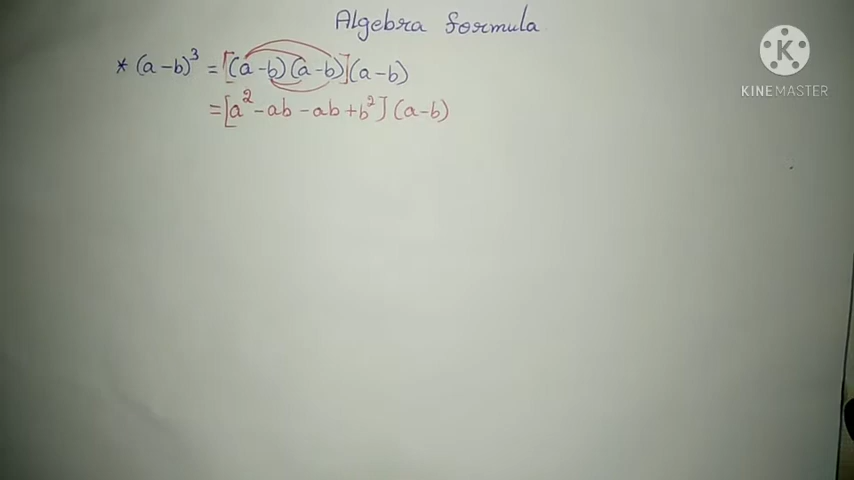 Algebra formula
* (a-b)³ = [(a-b)(a-b)](a-b)
= [a² - ab - ab + b²] (a-b)
K
KINEMASTER